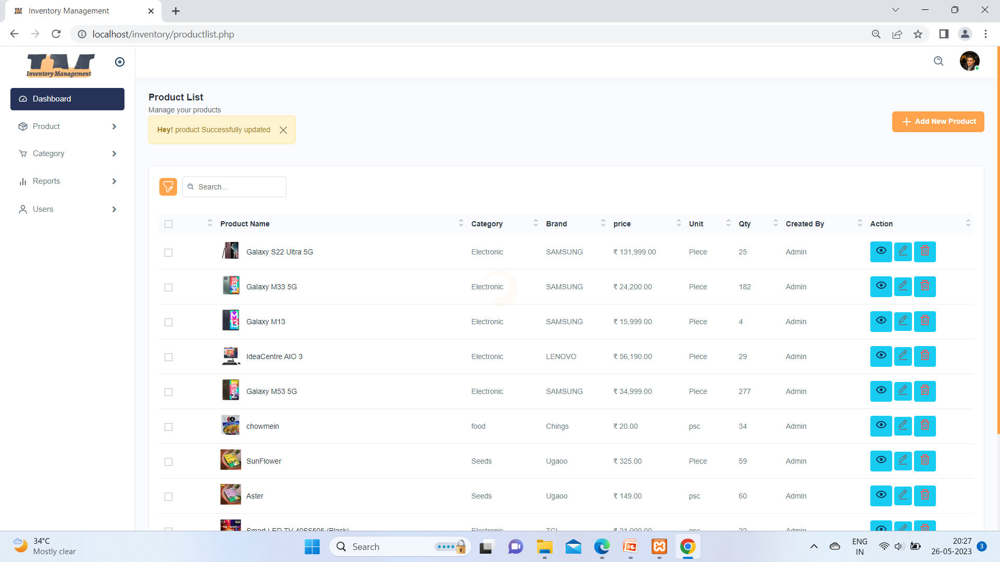 Inventory Management
localhost/inventory/productlist.php
Inventory Management
Dashboard
Product
Category
Reports
Users
Product List
Manage your products
Hey! product Successfully updated
Add New Product
Search...
Product Name Category Brand price Unit Qty Created By Action
Galaxy S22 Ultra 5G Electronic SAMSUNG ₹ 131,999.00 Piece 25 Admin
Galaxy M33 5G Electronic SAMSUNG ₹ 24,200.00 Piece 182 Admin
Galaxy M13 Electronic SAMSUNG ₹ 15,999.00 Piece 4 Admin
IdeaCentre AIO 3 Electronic LENOVO ₹ 56,190.00 Piece 29 Admin
Galaxy M53 5G Electronic SAMSUNG ₹ 34,999.00 Piece 277 Admin
chowmein food Chings ₹ 20.00 psc 34 Admin
SunFlower Seeds Ugaoo ₹ 325.00 Piece 59 Admin
Aster Seeds Ugaoo ₹ 149.00 psc 60 Admin
Smart LED TV 40S6505 (Black) Electronic TCL ₹ 21,000.00 psc 22 Admin
34°C
Mostly clear
Search
ENG
IN
20:27
26-05-2023
3